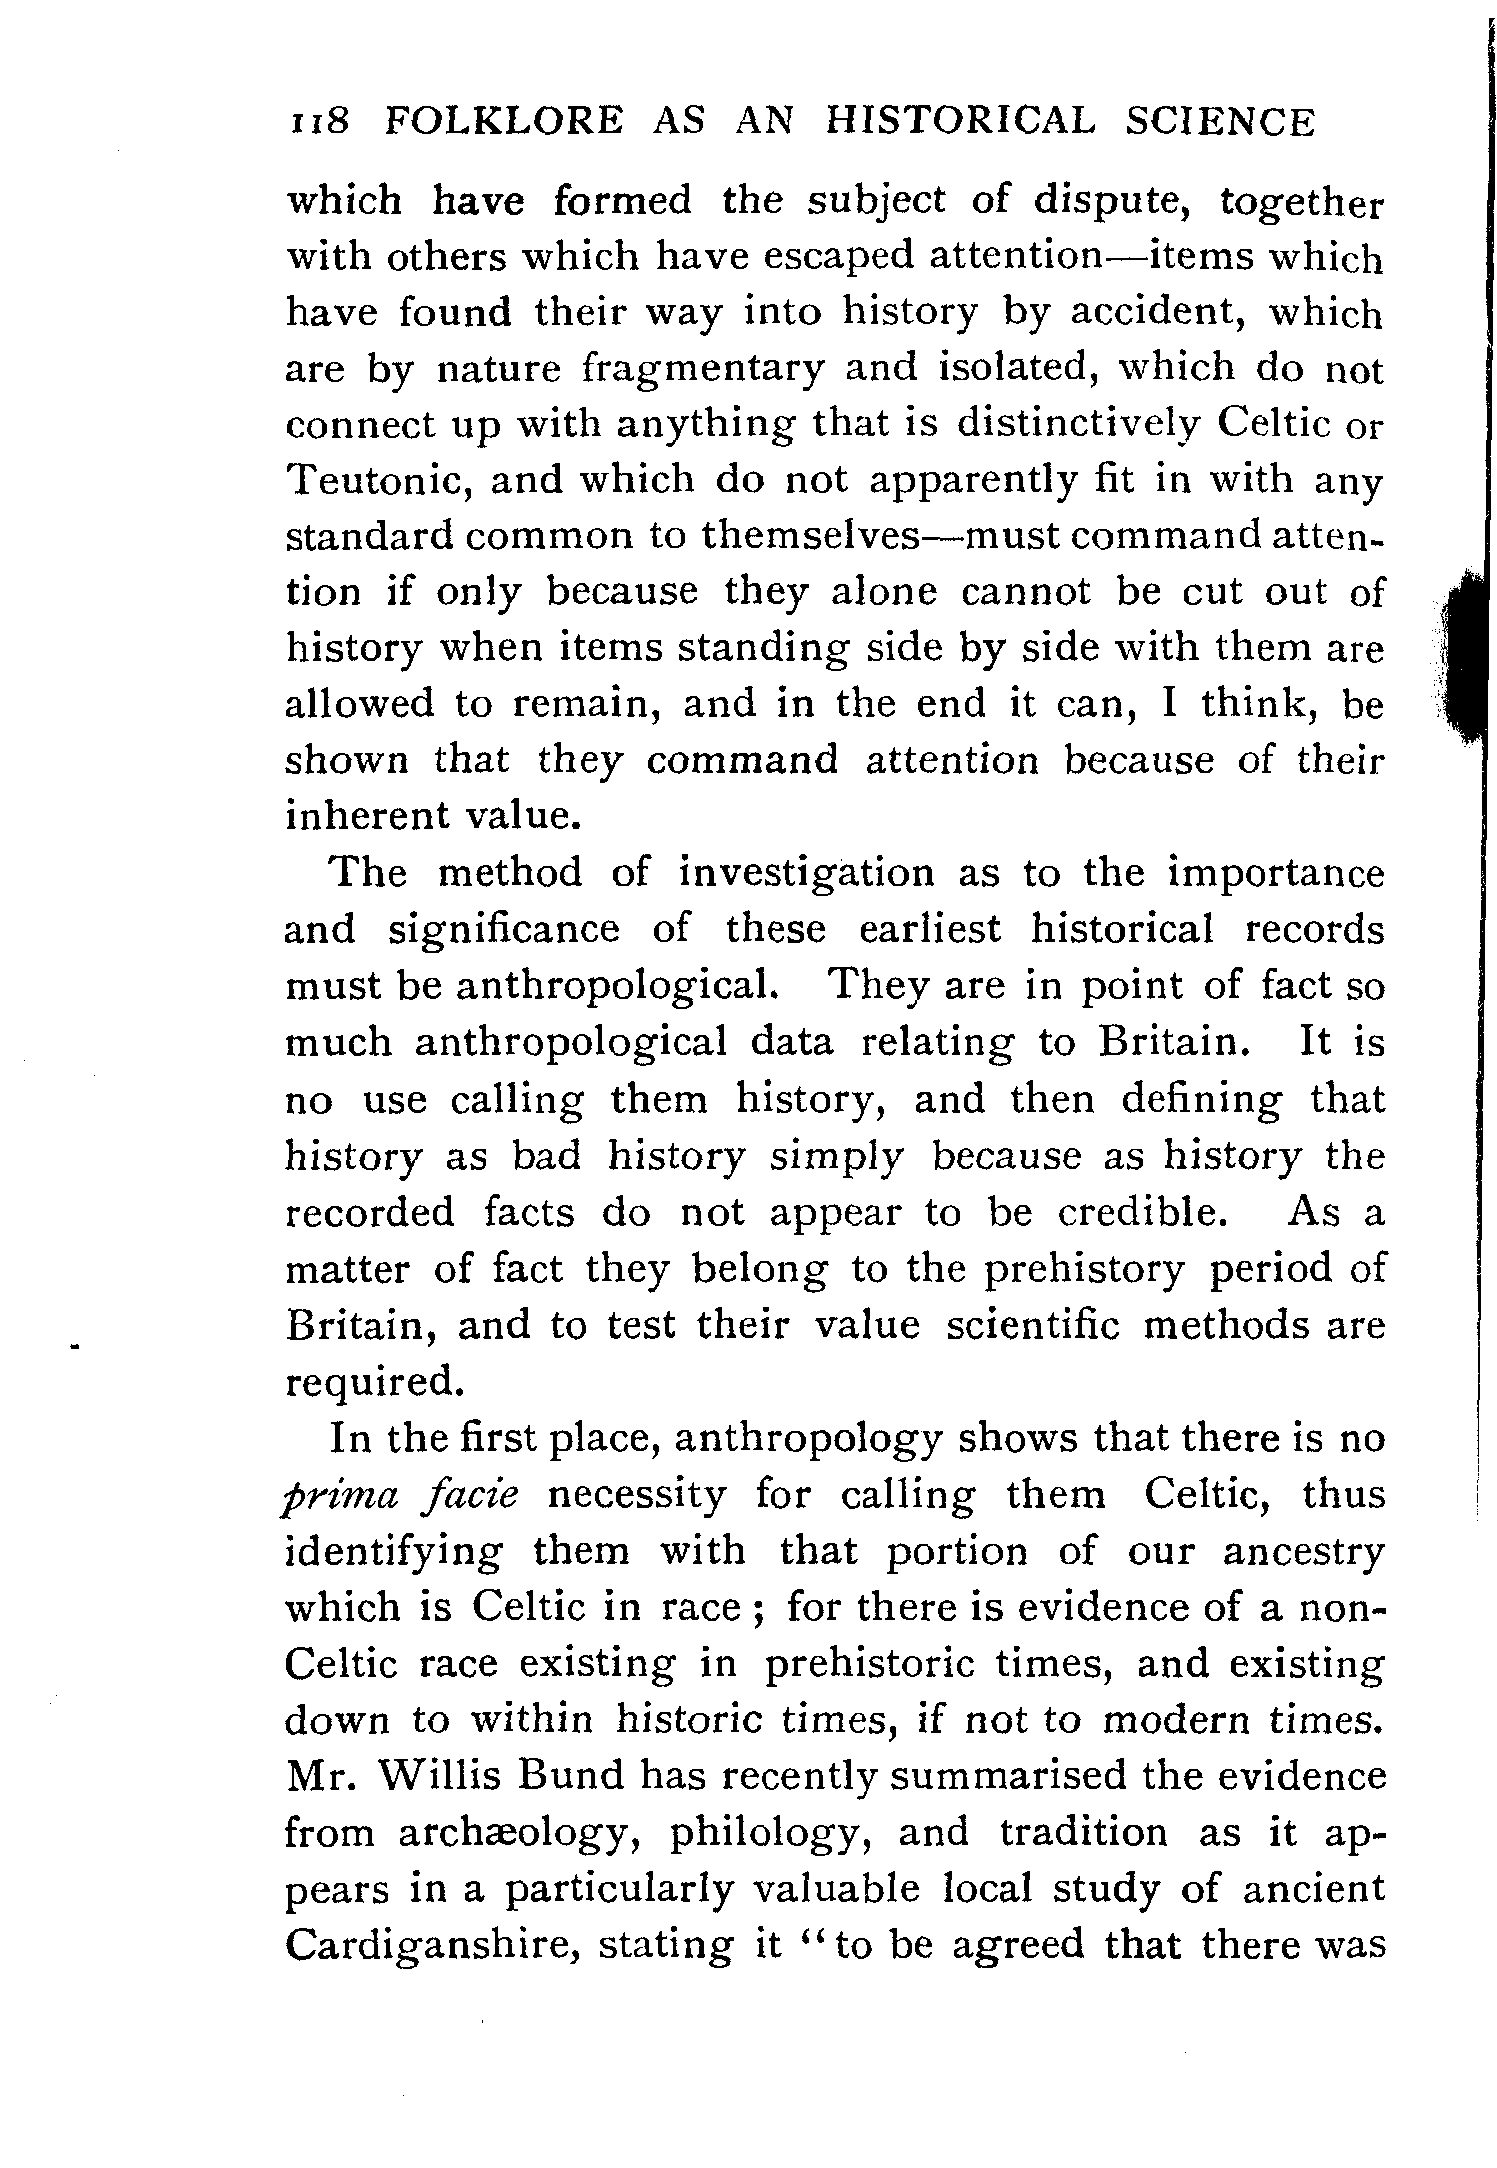 118 FOLKLORE AS AN HISTORICAL SCIENCE
which have formed the subject of dispute, together
with others which have escaped attention—items which
have found their way into history by accident, which
are by nature fragmentary and isolated, which do not
connect up with anything that is distinctively Celtic or
Teutonic, and which do not apparently fit in with any
standard common to themselves—must command atten-
tion if only because they alone cannot be cut out of
history when items standing side by side with them are
allowed to remain, and in the end it can, I think, be
shown that they command attention because of their
inherent value.
The method of investigation as to the importance
and significance of these earliest historical records
must be anthropological. They are in point of fact so
much anthropological data relating to Britain. It is
no use calling them history, and then defining that
history as bad history simply because as history the
recorded facts do not appear to be credible. As a
matter of fact they belong to the prehistory period of
Britain, and to test their value scientific methods are
required.
In the first place, anthropology shows that there is no
prima facie necessity for calling them Celtic, thus
identifying them with that portion of our ancestry
which is Celtic in race ; for there is evidence of a non-
Celtic race existing in prehistoric times, and existing
down to within historic times, if not to modern times.
Mr. Willis Bund has recently summarised the evidence
from archæology, philology, and tradition as it ap-
pears in a particularly valuable local study of ancient
Cardiganshire, stating it “ to be agreed that there was